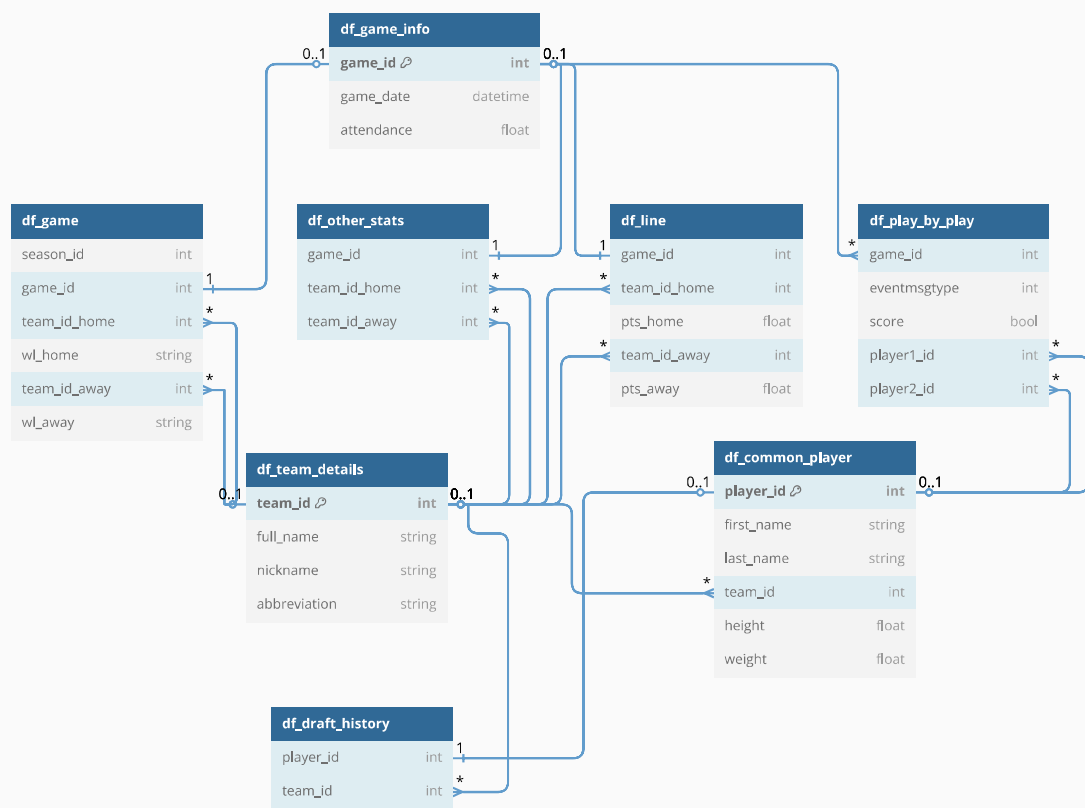 df_game_info
0..1
0..1
game_id int
game_date datetime
attendance float
df_game
season_id int
game_id int
1
team_id_home int
*
wl_home string
team_id_away int
*
wl_away string
df_other_stats
game_id int
1
team_id_home int
*
team_id_away int
*
df_line
1
game_id int
*
team_id_home int
pts_home float
*
team_id_away int
pts_away float
df_play_by_play
*
game_id int
eventmsgtype int
score bool
player1_id int
*
player2_id int
*
df_team_details
0..1
team_id int
0..1
full_name string
nickname string
abbreviation string
df_common_player
0..1
player_id int
0..1
first_name string
last_name string
*
team_id int
height float
weight float
df_draft_history
player_id int
1
team_id int
*